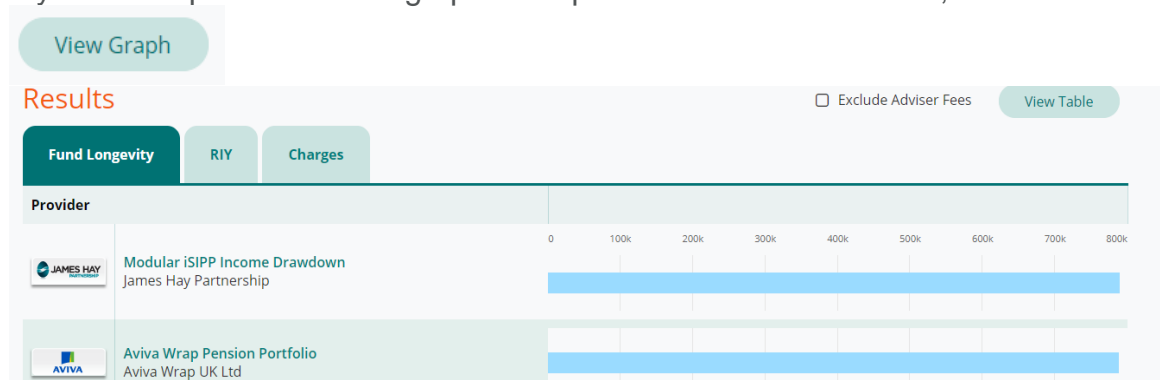 View Graph
Results
Exclude Adviser Fees
View Table
Fund Longevity
RIY
Charges
Provider
0 100k 200k 300k 400k 500k 600k 700k 800k
JAMES HAY
PARTNERSHIP
Modular iSIPP Income Drawdown
James Hay Partnership
AVIVA
Aviva Wrap Pension Portfolio
Aviva Wrap UK Ltd